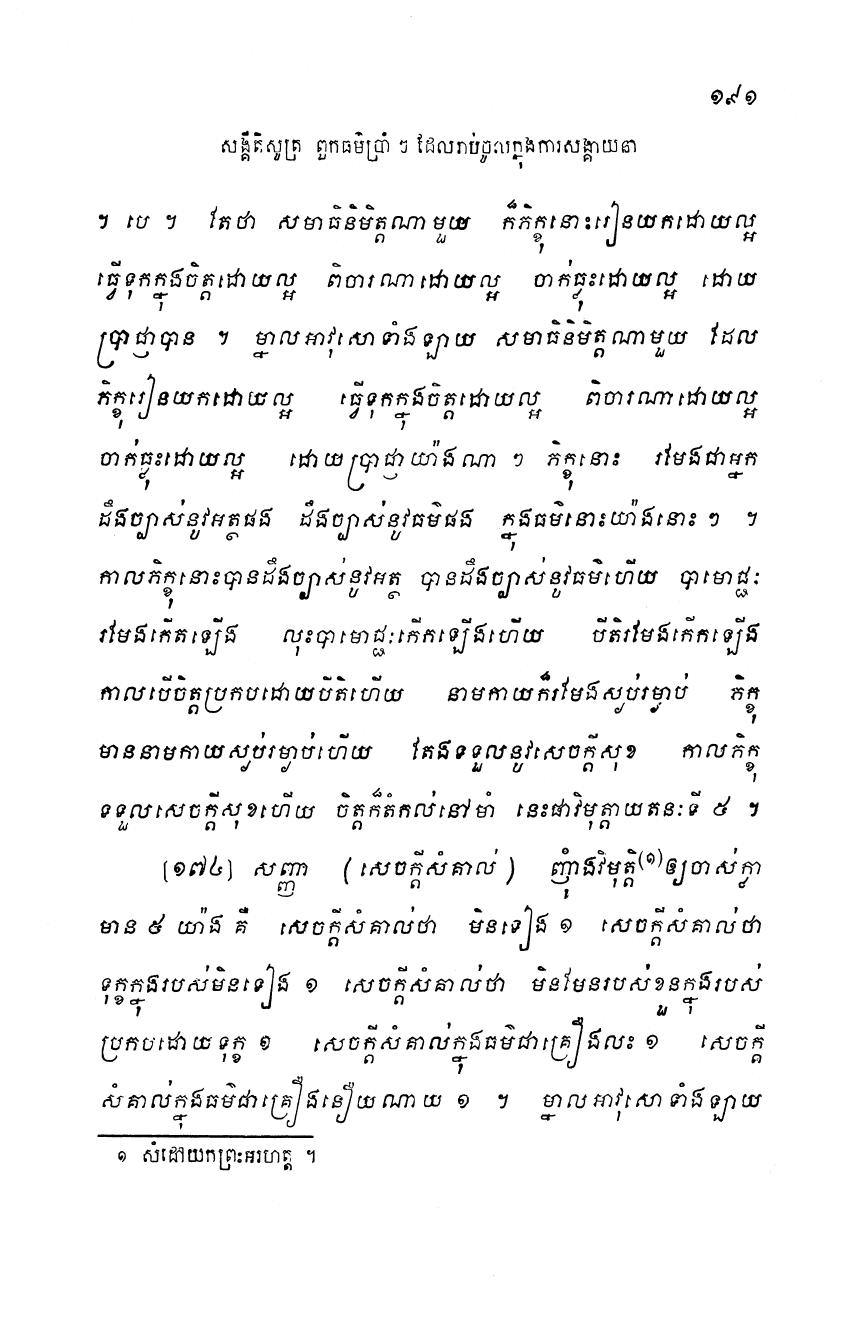 ១៩១
សង្គីតិសូត្រ ពួកធម៌ប្រាំ ៗ ដែលរាប់ចូលក្នុងការសង្គាយនា
។ បេ ។ តែថា សមាធិនិមិត្តណាមួយ ក៏ភិក្ខុនោះរៀនយកដោយល្អ
ធ្វើទុកក្នុងចិត្តដោយល្អ ពិចារណាដោយល្អ ចាក់ធ្លុះដោយល្អ ដោយ
ប្រាជ្ញាបាន ។ ម្នាលអាវុសោទាំងឡាយ សមាធិនិមិត្តណាមួយ ដែល
ភិក្ខុរៀនយកដោយល្អ ធ្វើទុកក្នុងចិត្តដោយល្អ ពិចារណាដោយល្អ
ចាក់ធ្លុះដោយល្អ ដោយប្រាជ្ញាយ៉ាងណា ៗ ភិក្ខុនោះ រមែងជាអ្នក
ដឹងច្បាស់នូវអត្ថផង ដឹងច្បាស់នូវធម៌ផង ក្នុងធម៌នោះយ៉ាងនោះ ៗ ។
កាលភិក្ខុនោះបានដឹងច្បាស់នូវអត្ថ បានដឹងច្បាស់នូវធម៌ហើយ បាមោជ្ជៈ
រមែងកើតឡើង លុះបាមោជ្ជៈកើតឡើងហើយ បីតិរមែងកើតឡើង
កាលបើចិត្តប្រកបដោយបីតិហើយ នាមកាយក៏រមែងស្ងប់រម្ងាប់ ភិក្ខុ
មាននាមកាយស្ងប់រម្ងាប់ហើយ តែងទទួលនូវសេចក្តីសុខ កាលភិក្ខុ
ទទួលសេចក្តីសុខហើយ ចិត្តក៏តំកល់នៅមាំ នេះជាវិមុត្តាយតនៈទី ៥ ។
[១៧៤] សញ្ញា (សេចក្តីសំគាល់) ញុំាងវិមុត្តិ(១)ឲ្យចាស់ក្លា
មាន ៥ យ៉ាង គឺ សេចក្តីសំគាល់ថា មិនទៀង ១ សេចក្តីសំគាល់ថា
ទុក្ខក្នុងរបស់មិនទៀង ១ សេចក្តីសំគាល់ថា មិនមែនរបស់ខ្លួនក្នុងរបស់
ប្រកបដោយទុក្ខ ១ សេចក្តីសំគាល់ក្នុងធម៌ជាគ្រឿងលះ ១ សេចក្តី
សំគាល់ក្នុងធម៌ជាគ្រឿងនឿយណាយ ១ ។ ម្នាលអាវុសោទាំងឡាយ
១ សំដៅយកព្រះអរហត្ត ។